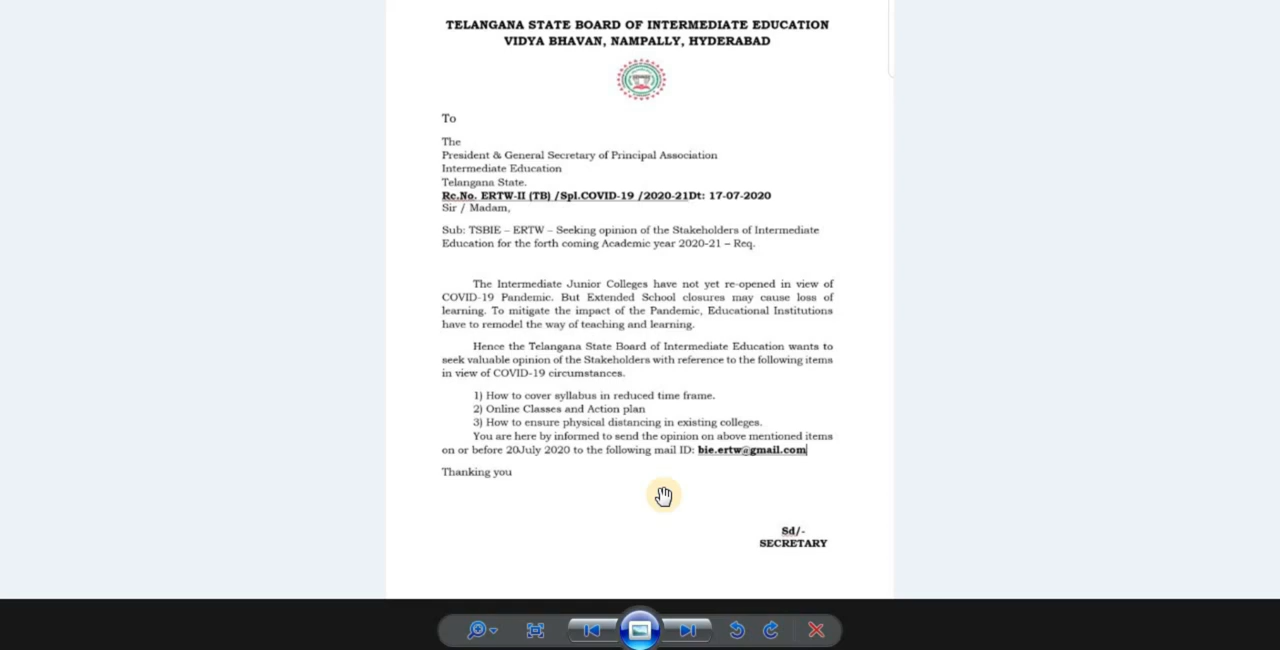 TELANGANA STATE BOARD OF INTERMEDIATE EDUCATION
VIDYA BHAVAN, NAMPALLY, HYDERABAD
To
The
President & General Secretary of Principal Association
Intermediate Education
Telangana State.
Rc.No. ERTW-II (TB) /Spl.COVID-19 /2020-21Dt: 17-07-2020
Sir / Madam,
Sub: TSBIE – ERTW – Seeking opinion of the Stakeholders of Intermediate
Education for the forth coming Academic year 2020-21 – Req.
The Intermediate Junior Colleges have not yet re-opened in view of
COVID-19 Pandemic. But Extended School closures may cause loss of
learning. To mitigate the impact of the Pandemic, Educational Institutions
have to remodel the way of teaching and learning.
Hence the Telangana State Board of Intermediate Education wants to
seek valuable opinion of the Stakeholders with reference to the following items
in view of COVID-19 circumstances.
1) How to cover syllabus in reduced time frame.
2) Online Classes and Action plan
3) How to ensure physical distancing in existing colleges.
You are here by informed to send the opinion on above mentioned items
on or before 20July 2020 to the following mail ID: bie.ertw@gmail.com
Thanking you
Sd/-
SECRETARY